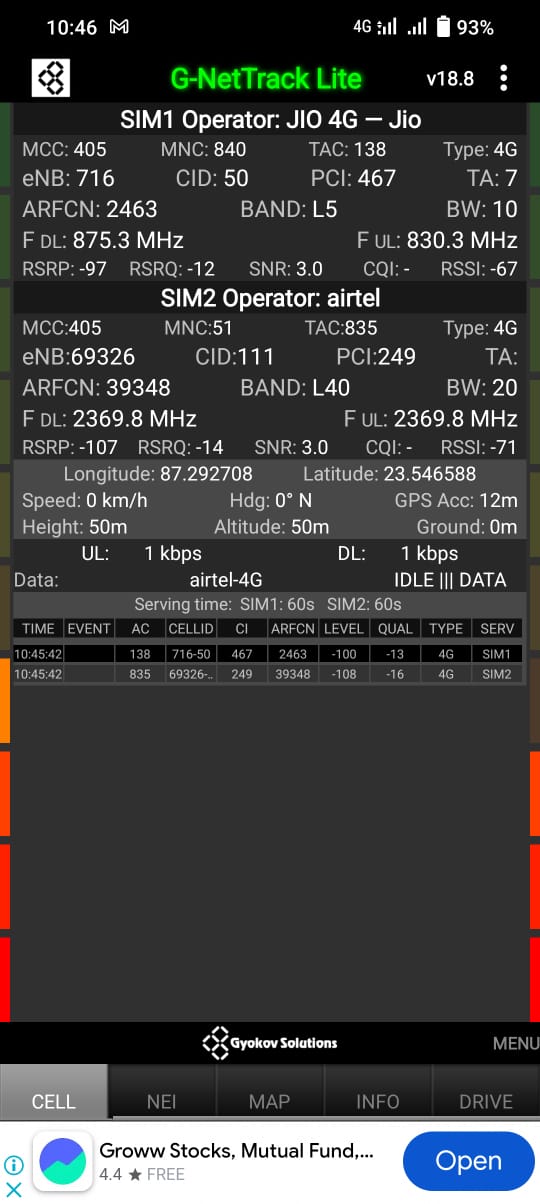 10:46 4G 93%
G-NetTrack Lite v18.8
SIM1 Operator: JIO 4G — Jio
MCC: 405 MNC: 840 TAC: 138 Type: 4G
eNB: 716 CID: 50 PCI: 467 TA: 7
ARFCN: 2463 BAND: L5 BW: 10
F DL: 875.3 MHz F UL: 830.3 MHz
RSRP: -97 RSRQ: -12 SNR: 3.0 CQI: - RSSI: -67
SIM2 Operator: airtel
MCC:405 MNC:51 TAC:835 Type: 4G
eNB:69326 CID:111 PCI:249 TA:
ARFCN: 39348 BAND: L40 BW: 20
F DL: 2369.8 MHz F UL: 2369.8 MHz
RSRP: -107 RSRQ: -14 SNR: 3.0 CQI: - RSSI: -71
Longitude: 87.292708 Latitude: 23.546588
Speed: 0 km/h Hdg: 0° N GPS Acc: 12m
Height: 50m Altitude: 50m Ground: 0m
UL: 1 kbps DL: 1 kbps
Data: airtel-4G IDLE ||| DATA
Serving time: SIM1: 60s SIM2: 60s
TIME EVENT AC CELLID CI ARFCN LEVEL QUAL TYPE SERV
10:45:42 138 716-50 467 2463 -100 -13 4G SIM1
10:45:42 835 69326-.. 249 39348 -108 -16 4G SIM2
Gyokov Solutions MENU
CELL NEI MAP INFO DRIVE
Groww Stocks, Mutual Fund,...
4.4 ★ FREE
Open